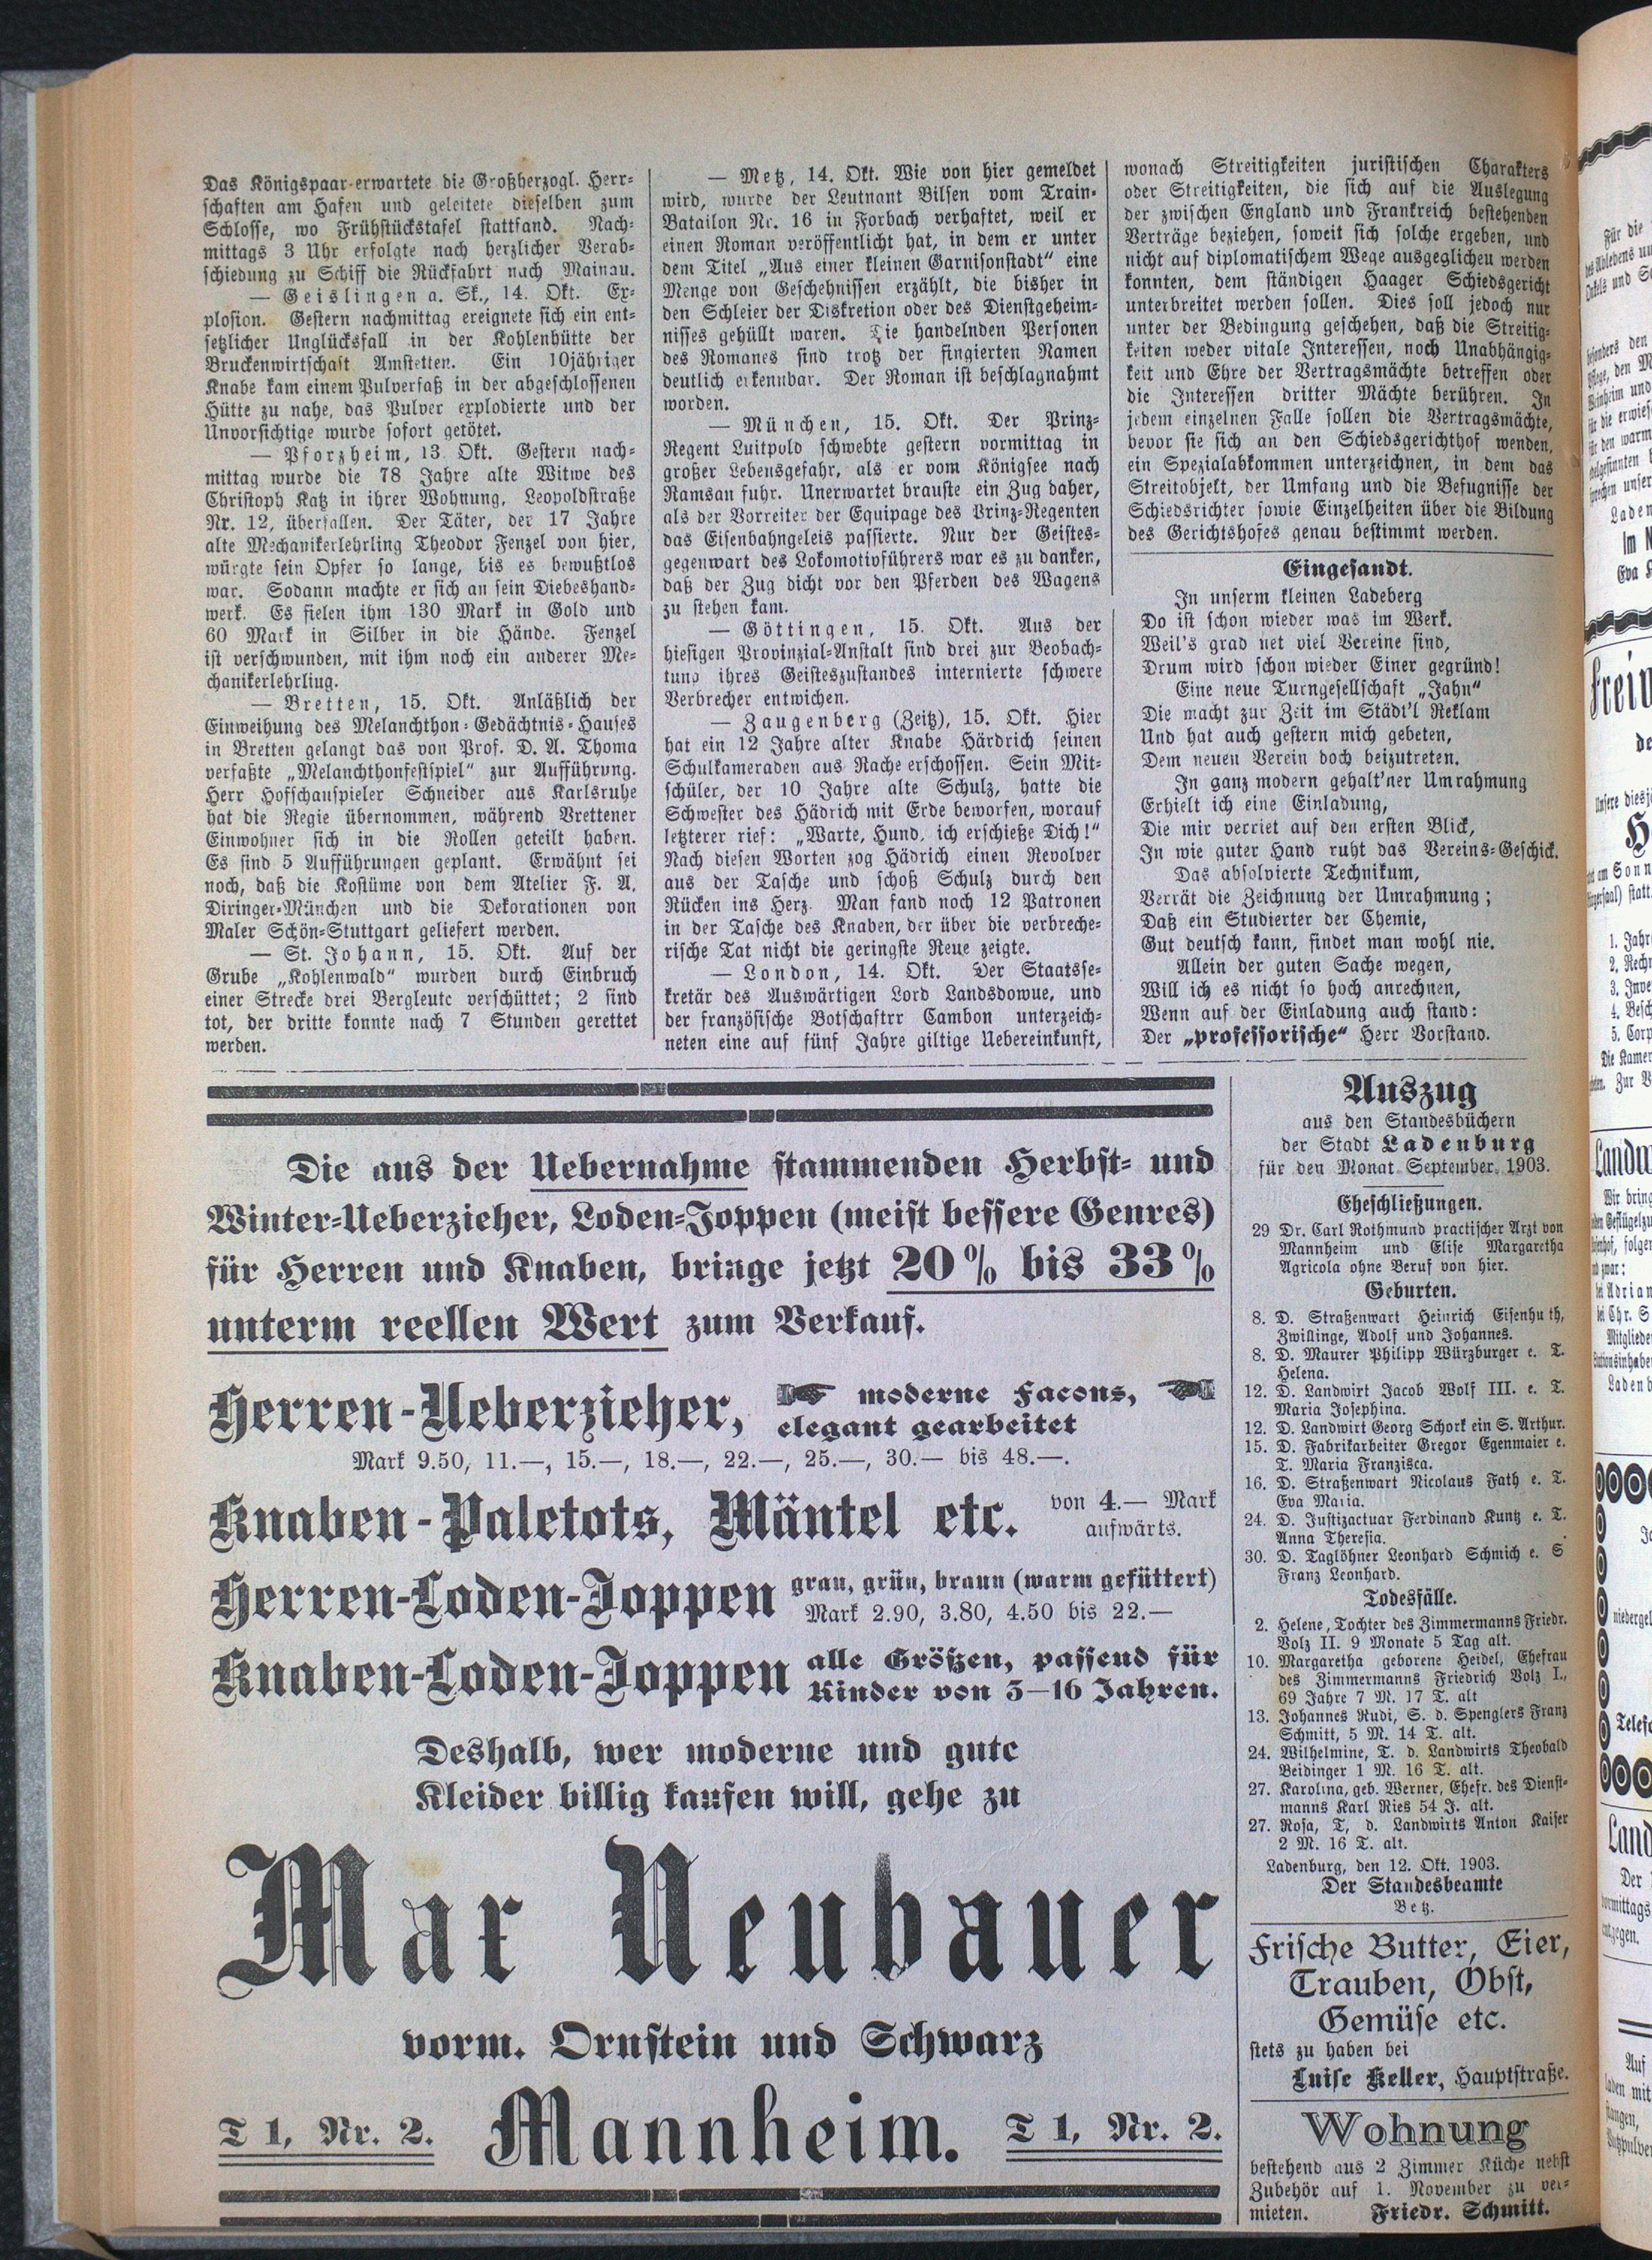 Das Königspaar erwartete die Großherzogl. Herr-
schaften am Hafen und geleitete dieselben zum
Schlosse, wo Frühstückstafel stattfand. Nach-
mittags 3 Uhr erfolgte nach herzlicher Verab-
schiedung zu Schiff die Rückfahrt nach Mainau.
— Geislingen a. St., 14. Okt. Ex-
plosion. Gestern nachmittag ereignete sich ein ent-
setzlicher Unglücksfall in der Kohlenhütte der
Bruckenwirtschaft Amstetten. Ein 10jähriger
Knabe kam einem Pulverfaß in der abgeschlossenen
Hütte zu nahe, das Pulver explodierte und der
Unvorsichtige wurde sofort getötet.
— Pforzheim, 13. Okt. Gestern nach-
mittag wurde die 78 Jahre alte Witwe des
Christoph Katz in ihrer Wohnung, Leopoldstraße
Nr. 12, überfallen. Der Täter, der 17 Jahre
alte Mechanikerlehrling Theodor Fenzel von hier,
würgte sein Opfer so lange, bis es bewußtlos
war. Sodann machte er sich an sein Diebeshand-
werk. Es fielen ihm 130 Mark in Gold und
60 Mark in Silber in die Hände. Fenzel
ist verschwunden, mit ihm noch ein anderer Me-
chanikerlehrling.
— Bretten, 15. Okt. Anläßlich der
Einweihung des Melanchthon-Gedächtnis-Hauses
in Bretten gelangt das von Prof. D. A. Thoma
verfaßte „Melanchthonfestspiel“ zur Aufführung.
Herr Hofschauspieler Schneider aus Karlsruhe
hat die Regie übernommen, während Brettener
Einwohner sich in die Rollen geteilt haben.
Es sind 5 Aufführungen geplant. Erwähnt sei
noch, daß die Kostüme von dem Atelier F. A.
Diringer-München und die Dekorationen von
Maler Schön-Stuttgart geliefert werden.
— St. Johann, 15. Okt. Auf der
Grube „Kohlenwald“ wurden durch Einbruch
einer Strecke drei Bergleute verschüttet; 2 sind
tot, der dritte konnte nach 7 Stunden gerettet
werden.
— Metz, 14. Okt. Wie von hier gemeldet
wird, wurde der Leutnant Bilsen vom Train-
Batailon Nr. 16 in Forbach verhaftet, weil er
einen Roman veröffentlicht hat, in dem er unter
dem Titel „Aus einer kleinen Garnisonstadt“ eine
Menge von Geschehnissen erzählt, die bisher in
den Schleier der Diskretion oder des Dienstgeheim-
nisses gehüllt waren. Die handelnden Personen
des Romanes sind trotz der fingierten Namen
deutlich erkennbar. Der Roman ist beschlagnahmt
worden.
— München, 15. Okt. Der Prinz-
Regent Luitpold schwebte gestern vormittag in
großer Lebensgefahr, als er vom Königsee nach
Ramsau fuhr. Unerwartet brauste ein Zug daher,
als der Vorreiter der Equipage des Prinz-Regenten
das Eisenbahngeleis passierte. Nur der Geistes-
gegenwart des Lokomotivführers war es zu danken,
daß der Zug dicht vor den Pferden des Wagens
zu stehen kam.
— Göttingen, 15. Okt. Aus der
hiesigen Provinzial-Anstalt sind drei zur Beobach-
tung ihres Geisteszustandes internierte schwere
Verbrecher entwichen.
— Zaugenberg (Zeitz), 15. Okt. Hier
hat ein 12 Jahre alter Knabe Härdrich seinen
Schulkameraden aus Rache erschossen. Sein Mit-
schüler, der 10 Jahre alte Schulz, hatte die
Schwester des Hädrich mit Erde beworfen, worauf
letzterer rief: „Warte, Hund, ich erschieße Dich!“
Nach diesen Worten zog Hädrich einen Revolver
aus der Tasche und schoß Schulz durch den
Rücken ins Herz. Man fand noch 12 Patronen
in der Tasche des Knaben, der über die verbreche-
rische Tat nicht die geringste Reue zeigte.
— London, 14. Okt. Der Staatsse-
kretär des Auswärtigen Lord Landsdowue, und
der französische Botschaftrr Cambon unterzeich-
neten eine auf fünf Jahre giltige Uebereinkunft,
wonach Streitigkeiten juristischen Charakters
oder Streitigkeiten, die sich auf die Auslegung
der zwischen England und Frankreich bestehenden
Verträge beziehen, soweit sich solche ergeben, und
nicht auf diplomatischem Wege ausgeglicheu werden
konnten, dem ständigen Haager Schiedsgericht
unterbreitet werden sollen. Dies soll jedoch nur
unter der Bedingung geschehen, daß die Streitig-
keiten weder vitale Interessen, noch Unabhängig-
keit und Ehre der Vertragsmächte betreffen oder
die Interessen dritter Mächte berühren. In
jedem einzelnen Falle sollen die Vertragsmächte,
bevor sie sich an den Schiedsgerichthof wenden,
ein Spezialabkommen unterzeichnen, in dem das
Streitobjekt, der Umfang und die Befugnisse der
Schiedsrichter sowie Einzelheiten über die Bildung
des Gerichtshofes genau bestimmt werden.
Eingesandt.
In unserm kleinen Ladeberg
Do ist schon wieder was im Werk.
Weil's grad net viel Vereine sind,
Drum wird schon wieder Einer gegründ!
Eine neue Turngesellschaft „Jahn“
Die macht zur Zeit im Städt'l Reklam
Und hat auch gestern mich gebeten,
Dem neuen Verein doch beizutreten.
In ganz modern gehalt'ner Umrahmung
Erhielt ich eine Einladung,
Die mir verriet auf den ersten Blick,
In wie guter Hand ruht das Vereins-Geschick.
Das absolvierte Technikum,
Verrät die Zeichnung der Umrahmung;
Daß ein Studierter der Chemie,
Gut deutsch kann, findet man wohl nie.
Allein der guten Sache wegen,
Will ich es nicht so hoch anrechnen,
Wenn auf der Einladung auch stand:
Der „professorische“ Herr Vorstand.
Die aus der Uebernahme stammenden Herbst- und
Winter-Ueberzieher, Loden-Joppen (meist bessere Genres)
für Herren und Knaben, bringe jetzt 20% bis 33%
unterm reellen Wert zum Verkauf.
Herren-Ueberzieher, moderne Facons,
elegant gearbeitet
Mark 9.50, 11.—, 15.—, 18.—, 22.—, 25.—, 30.— bis 48.—.
Knaben-Paletots, Mäntel etc. von 4.— Mark
aufwärts.
Herren-Loden-Joppen grau, grün, braun (warm gefüttert)
Mark 2.90, 3.80, 4.50 bis 22.—
Knaben-Loden-Joppen alle Größen, passend für
Kinder von 3—16 Jahren.
Deshalb, wer moderne und gute
Kleider billig kaufen will, gehe zu
Max Neubauer
vorm. Ornstein und Schwarz
T 1, Nr. 2. Mannheim. T 1, Nr. 2.
Auszug
aus den Standesbüchern
der Stadt Ladenburg
für den Monat September 1903.
Eheschließungen.
29 Dr. Carl Rothmund practischer Arzt von
Mannheim und Elise Margaretha
Agricola ohne Beruf von hier.
Geburten.
8. D. Straßenwart Heinrich Eisenhuth,
Zwillinge, Adolf und Johannes.
8. D. Maurer Philipp Würzburger e. T.
Helena.
12. D. Landwirt Jacob Wolf III. e. T.
Maria Josephina.
12. D. Landwirt Georg Schork ein S. Arthur.
15. D. Fabrikarbeiter Gregor Egenmaier e.
T. Maria Franzisca.
16. D. Straßenwart Nicolaus Fath e. T.
Eva Maria.
24. D. Justizactuar Ferdinand Kuntz e. T.
Anna Theresia.
30. D. Taglöhner Leonhard Schmich e. S
Franz Leonhard.
Todesfälle.
2. Helene, Tochter des Zimmermanns Friedr.
Volz II. 9 Monate 5 Tag alt.
10. Margaretha geborene Heidel, Ehefrau
des Zimmermanns Friedrich Volz I.,
69 Jahre 7 M. 17 T. alt
13. Johannes Rudi, S. d. Spenglers Franz
Schmitt, 5 M. 14 T. alt.
24. Wilhelmine, T. d. Landwirts Theobald
Beidinger 1 M. 16 T. alt.
27. Karolina, geb. Werner, Ehefr. des Dienst-
manns Karl Ries 54 J. alt.
27. Rosa, T, d. Landwirts Anton Kaiser
2 M. 16 T. alt.
Ladenburg, den 12. Okt. 1903.
Der Standesbeamte
Betz.
Frische Butter, Eier,
Trauben, Obst,
Gemüse etc.
stets zu haben bei
Luise Keller, Hauptstraße.
Wohnung
bestehend aus 2 Zimmer Küche nebst
Zubehör auf 1. November zu ver-
mieten. Friedr. Schmitt.